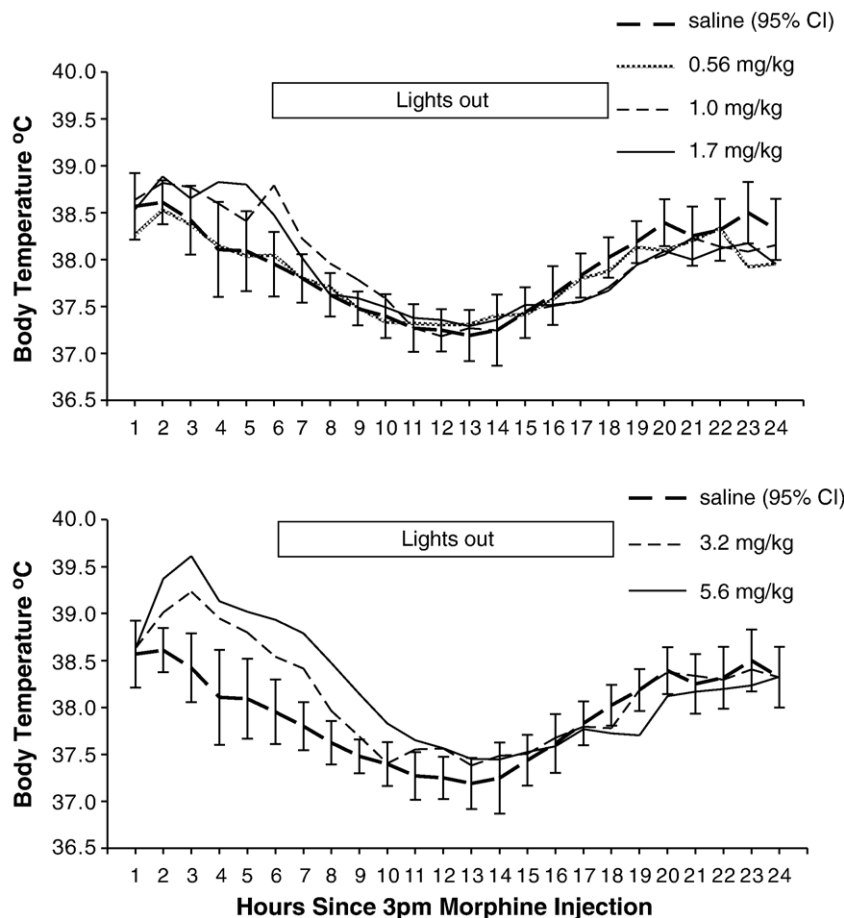 saline (95% CI)
0.56 mg/kg
1.0 mg/kg
1.7 mg/kg
Lights out
Body Temperature ºC
40.0
39.5
39.0
38.5
38.0
37.5
37.0
36.5
1 2 3 4 5 6 7 8 9 10 11 12 13 14 15 16 17 18 19 20 21 22 23 24
saline (95% CI)
3.2 mg/kg
5.6 mg/kg
Lights out
Body Temperature ºC
40.0
39.5
39.0
38.5
38.0
37.5
37.0
36.5
1 2 3 4 5 6 7 8 9 10 11 12 13 14 15 16 17 18 19 20 21 22 23 24
Hours Since 3pm Morphine Injection